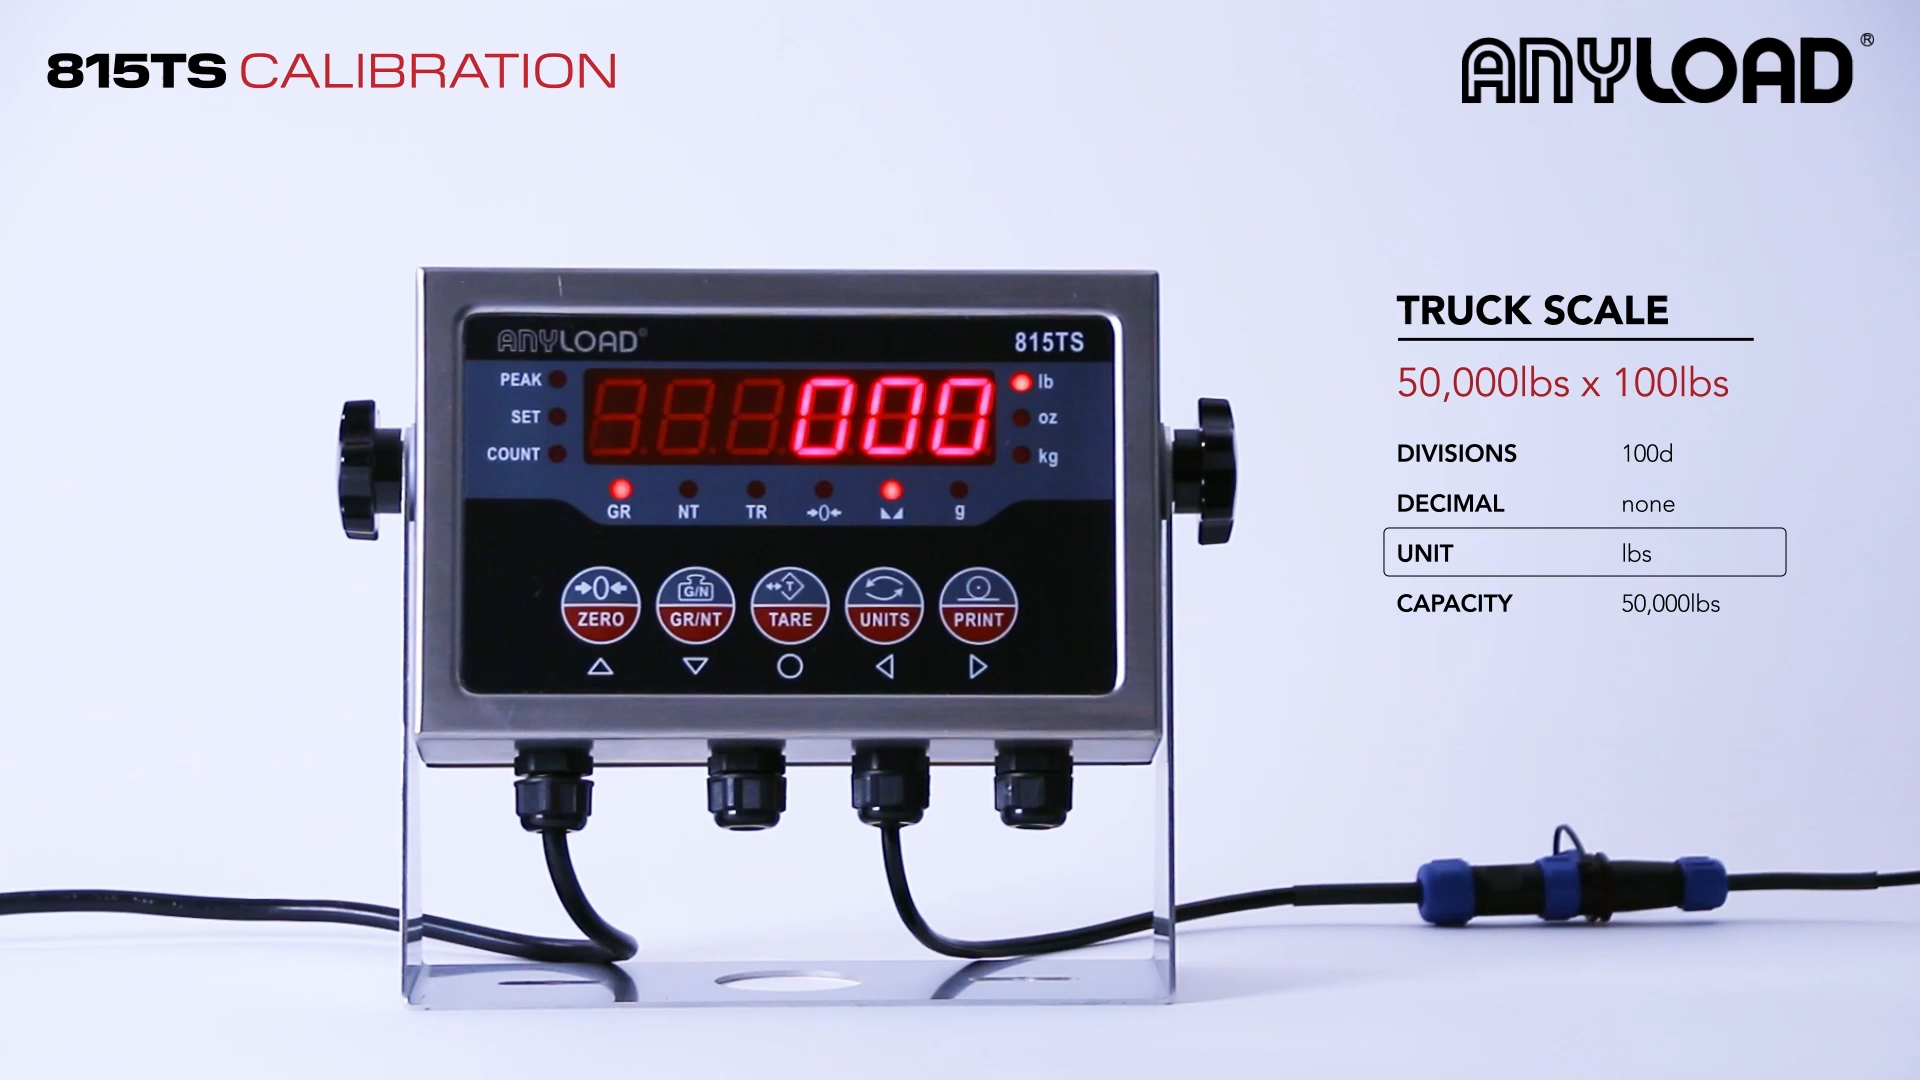 815TS CALIBRATION
ANYLOAD®
ANYLOAD® 815TS
PEAK
SET
COUNT
000
lb
oz
kg
GR NT TR →0← g
→0← G/N T
ZERO GR/NT TARE UNITS PRINT
TRUCK SCALE
50,000lbs x 100lbs
DIVISIONS 100d
DECIMAL none
UNIT lbs
CAPACITY 50,000lbs